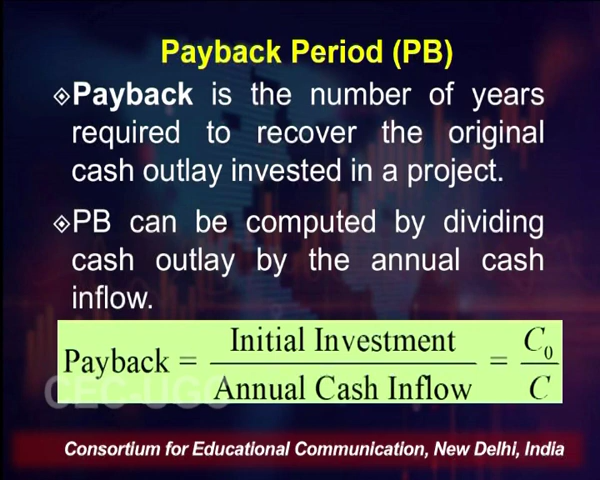 Payback Period (PB)
Payback is the number of years
required to recover the original
cash outlay invested in a project.
PB can be computed by dividing
cash outlay by the annual cash
inflow.
Payback = Initial Investment / Annual Cash Inflow = C₀ / C
CEC-UGC
Consortium for Educational Communication, New Delhi, India